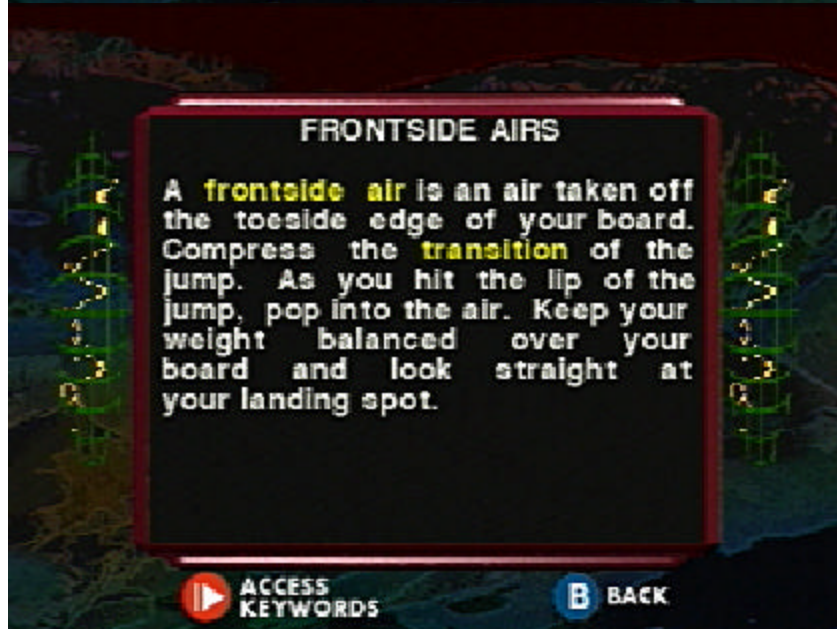 FRONTSIDE AIRS
A frontside air is an air taken off
the toeside edge of your board.
Compress the transition of the
jump. As you hit the lip of the
jump, pop into the air. Keep your
weight balanced over your
board and look straight at
your landing spot.
ACCESS
KEYWORDS
B BACK